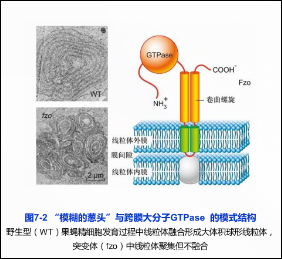 WT
fzo
2 um
GTPase
COOH⁻
Fzo
NH₃⁺
卷曲螺旋
线粒体外膜
膜间隙
线粒体内膜
图7-2 “模糊的葱头”与跨膜大分子GTPase 的模式结构
野生型（WT）果蝇精细胞发育过程中线粒体融合形成大体积球形线粒体，
突变体（fzo）中线粒体聚集但不融合